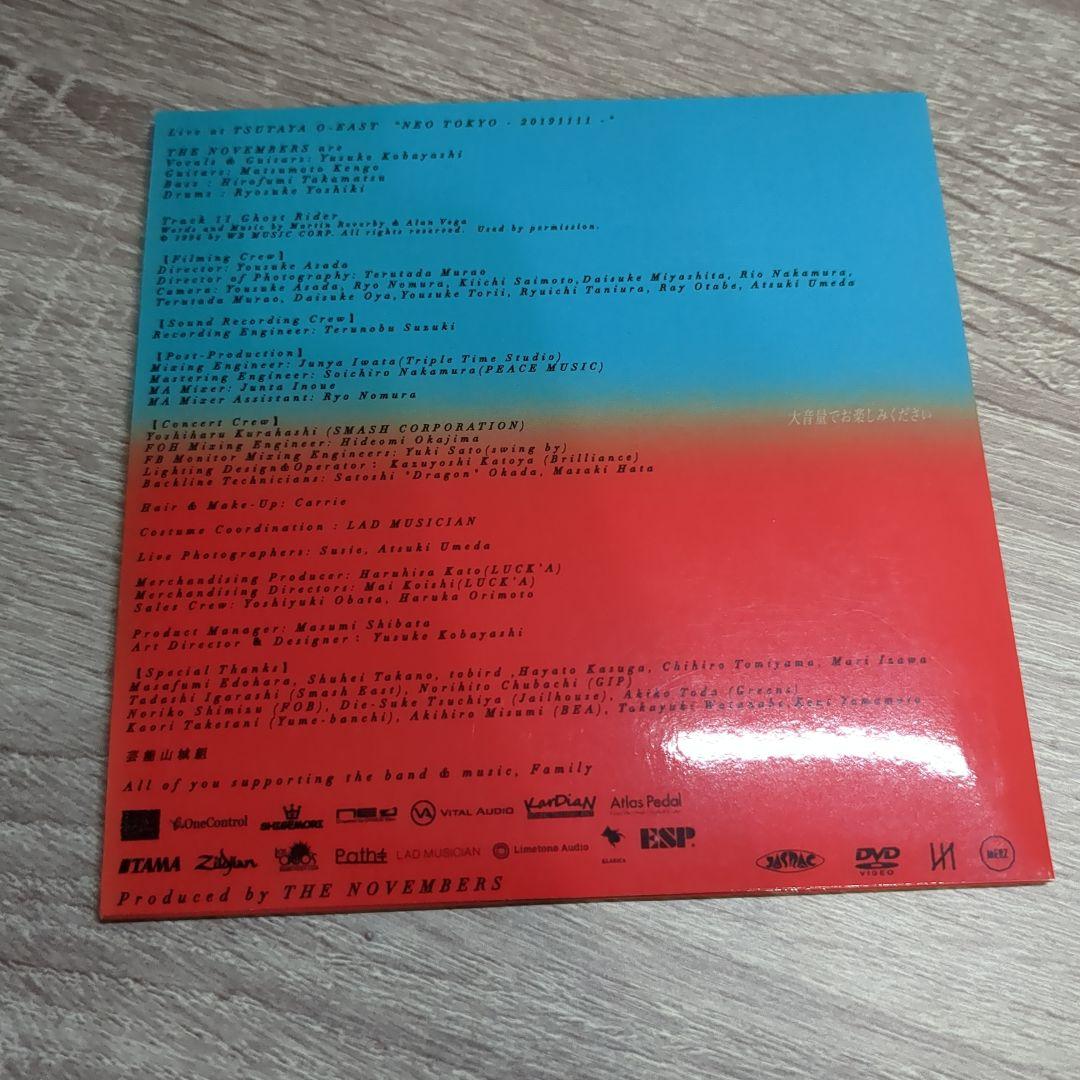 Live at TSUTAYA O-EAST "NEO TOKYO - 20191111 -"
THE NOVEMBERS are
Vocals & Guitars: Yusuke Kobayashi
Guitars: Matsumoto Kengo
Bass : Hirofumi Takamatsu
Drums : Ryosuke Yoshiki
Track 11 Ghost Rider
Words and Music by Martin Reverby & Alan Vega
by WB MUSIC CORP. All rights reserved. Used by permission.
【Filming Crew】
Director: Yousuke Asada
Director of Photography: Terutada Murao
Camera: Yousuke Asada, Ryo Nomura, Kiichi Saimoto,Daisuke Miyashita, Rio Nakamura,
Terutada Murao, Daisuke Oya,Yousuke Torii, Ryuichi Taniura, Ray Otabe, Atsuki Umeda
【Sound Recording Crew】
Recording Engineer: Terunobu Suzuki
【Post-Production】
Mixing Engineer: Junya Iwata(Triple Time Studio)
Mastering Engineer: Soichiro Nakamura(PEACE MUSIC)
MA Mixer: Junta Inoue
MA Mixer Assistant: Ryo Nomura
大音量でお楽しみください
【Concert Crew】
Yoshiharu Kurahashi (SMASH CORPORATION)
FOH Mixing Engineer: Hideomi Okajima
FB Monitor Mixing Engineers: Yuki Sato(swing by)
Lighting Design&Operator : Kazuyoshi Katoya (Brilliance)
Backline Technicians: Satoshi "Dragon" Okada, Masaki Hata
Hair & Make-Up: Carrie
Costume Coordination : LAD MUSICIAN
Live Photographers: Susie, Atsuki Umeda
Merchandising Producer: Haruhisa Kato(LUCK'A)
Merchandising Directors: Mai Koishi(LUCK'A)
Sales Crew: Yoshiyuki Obata, Haruka Orimoto
Product Manager: Masumi Shibata
Art Director & Designer : Yusuke Kobayashi
【Special Thanks】
Masafumi Edohara, Shuhei Takano, tobird ,Hayato Kasuga, Chihiro Tomiyama, Mari Izawa
Tadashi Igarashi (Smash East), Norihito Chubachi (GIP)
Noriko Shimizu (FOB), Die-Suke Tsuchiya (Jailhouse), Akiko Toda (Greens)
Kaori Taketani (Yume-banchi), Akihiro Misumi (BEA), Takayuki Watanabe,Kenji Yamamoto
芸能山城組
All of you supporting the band & music, Family
OneControl SHIGEMORI NEO VITAL AUDIO KarDiaN Atlas Pedal
TAMA Zildjian Path LAD MUSICIAN Limetone Audio KLASICA ESP. JASRAC DVD VIDEO MERZ
Produced by THE NOVEMBERS